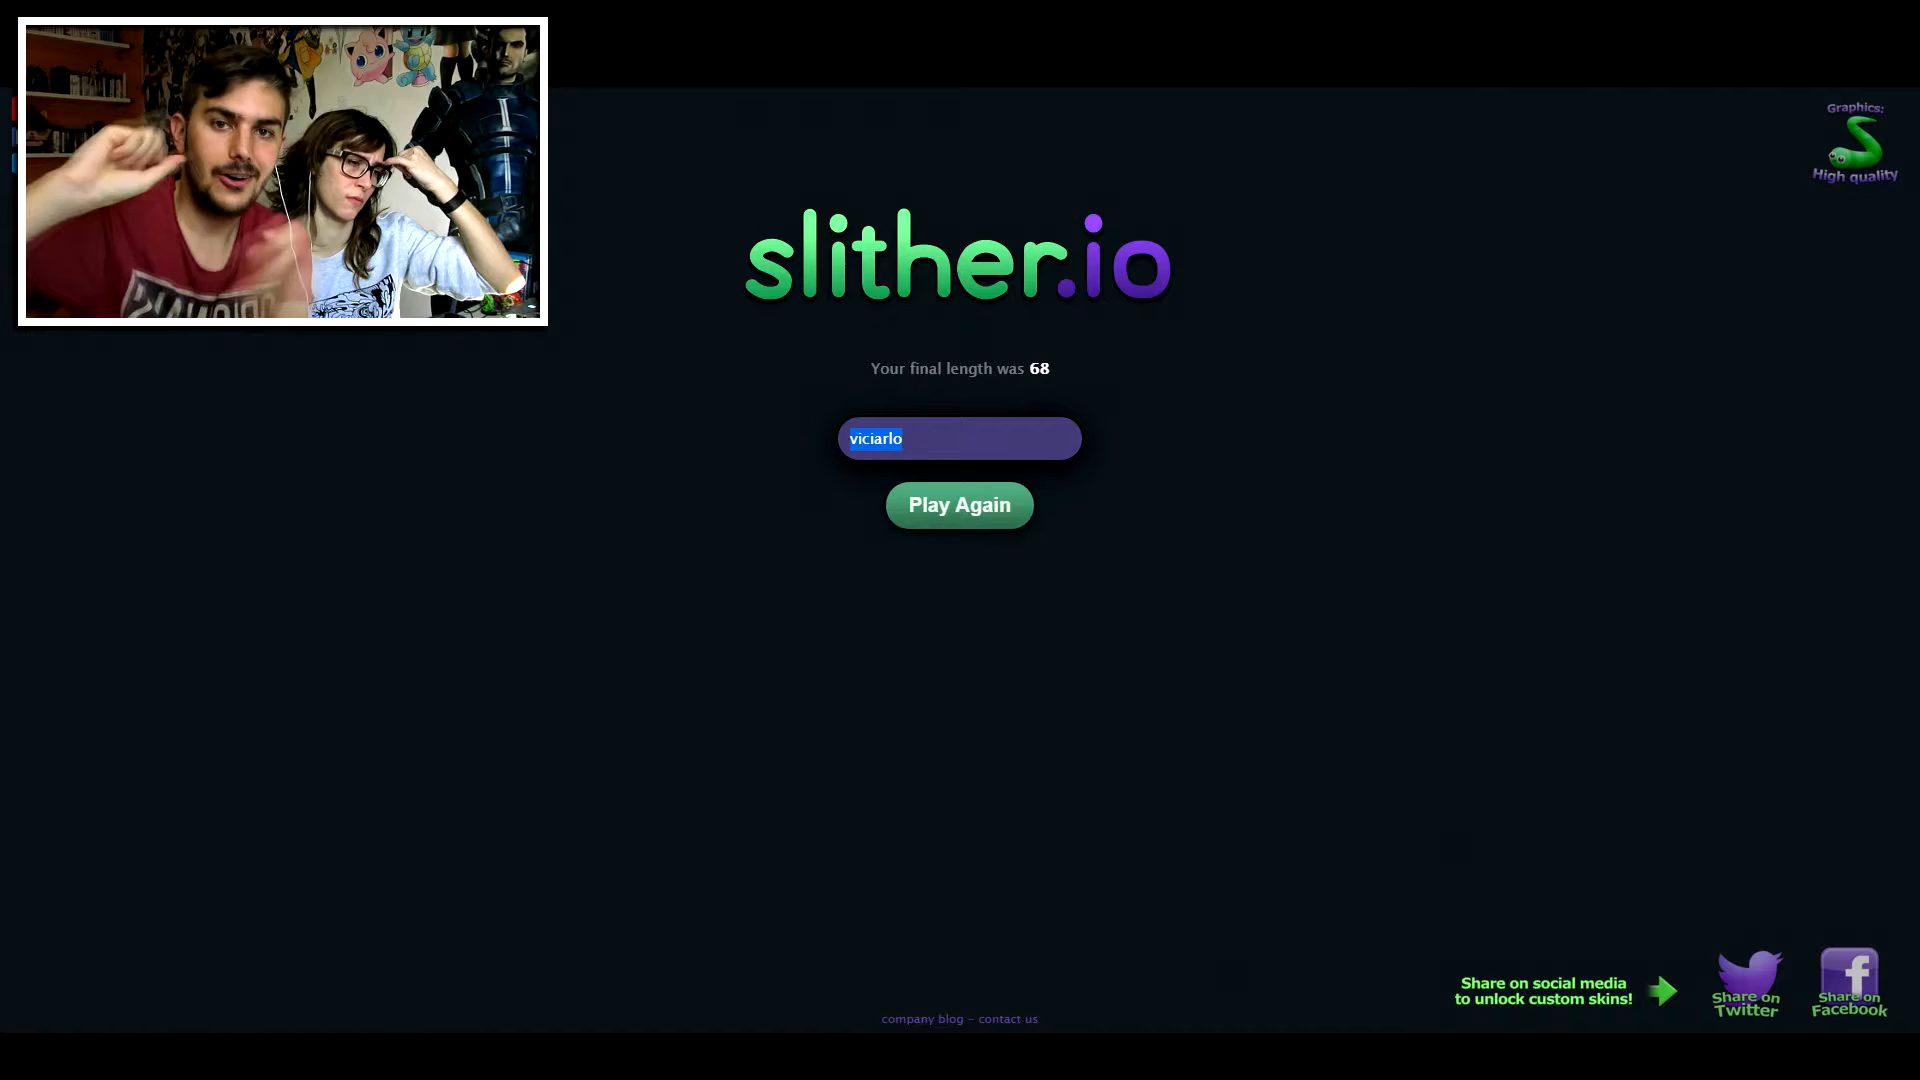 Graphics:
High quality
slither.io
Your final length was 68
viciarlo
Play Again
Share on social media
to unlock custom skins!
Share on
Twitter
Share on
Facebook
company blog - contact us